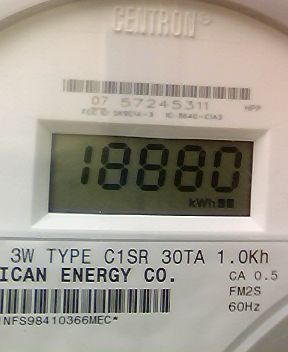 CENTRON®
07 57245311
HPP
18880
kWh
3W TYPE C1SR 30TA 1.0Kh
ICAN ENERGY CO.
CA 0.5
FM2S
60Hz
NFS98410366MEC*